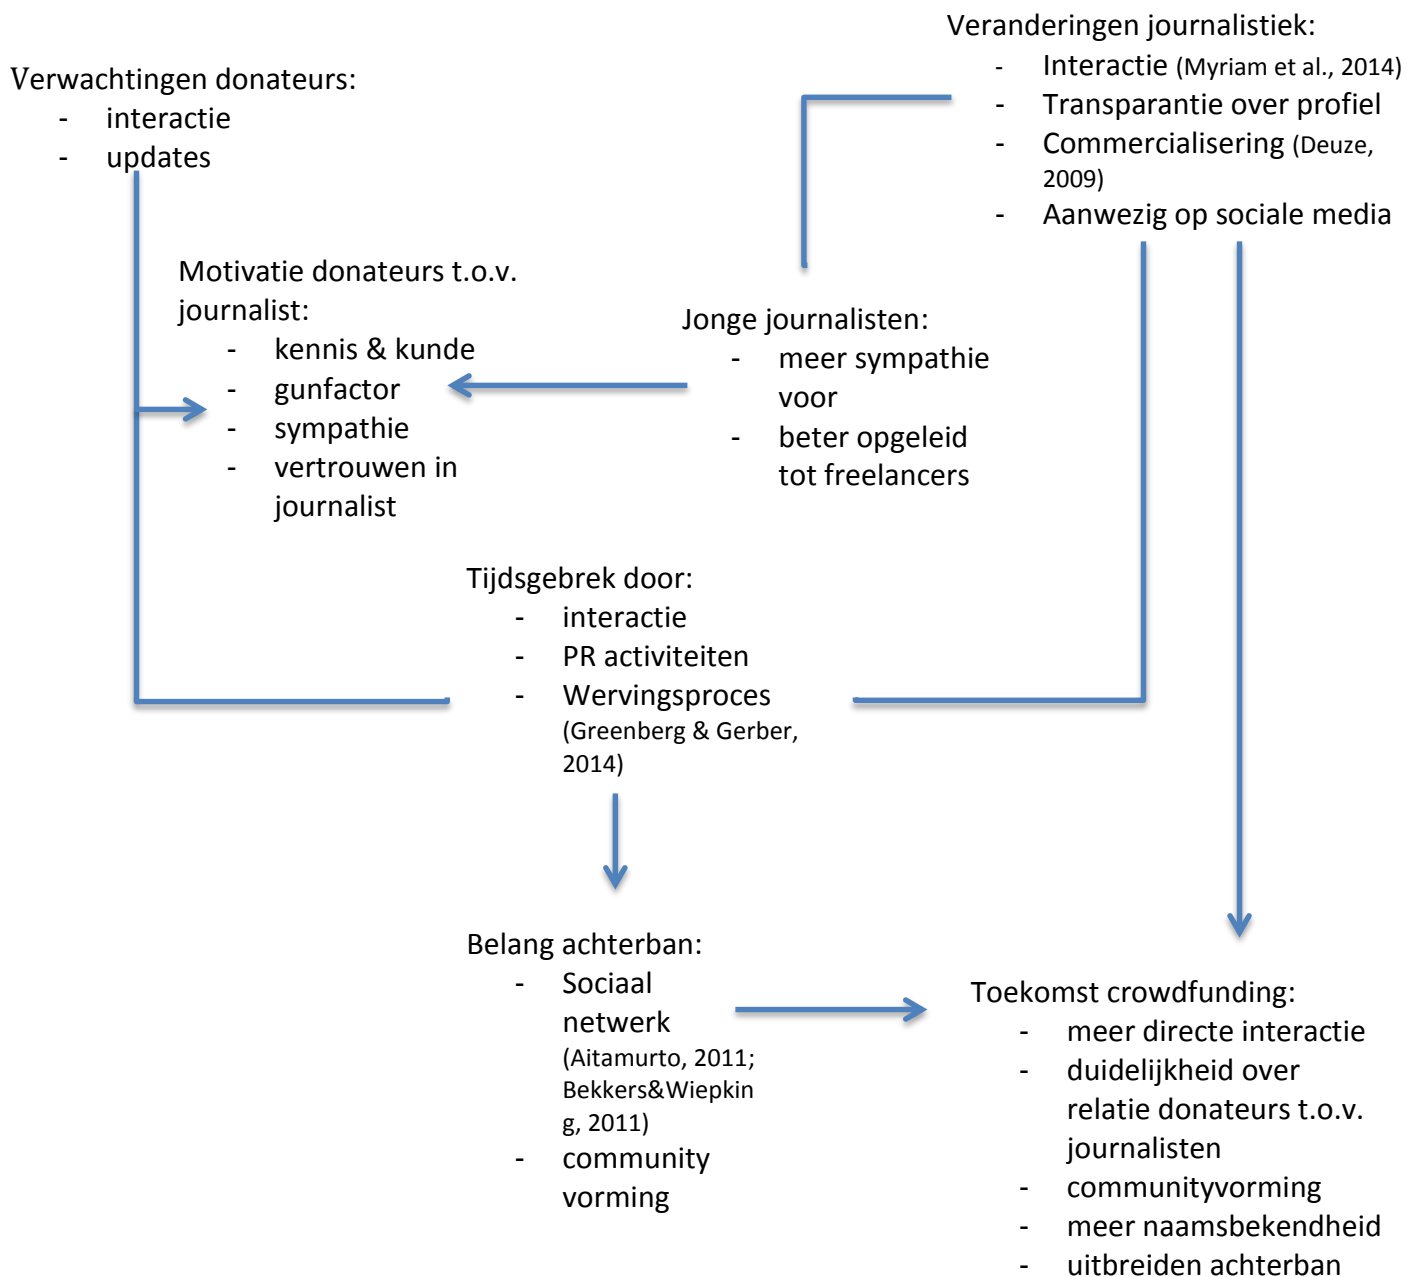 Veranderingen journalistiek:
- Interactie (Myriam et al., 2014)
- Transparantie over profiel
- Commercialisering (Deuze,
2009)
- Aanwezig op sociale media
Verwachtingen donateurs:
- interactie
- updates
Motivatie donateurs t.o.v.
journalist:
- kennis & kunde
- gunfactor
- sympathie
- vertrouwen in
journalist
Jonge journalisten:
- meer sympathie
voor
- beter opgeleid
tot freelancers
Tijdsgebrek door:
- interactie
- PR activiteiten
- Wervingsproces
(Greenberg & Gerber,
2014)
Belang achterban:
- Sociaal
netwerk
(Aitamurto, 2011;
Bekkers&Wiepkin
g, 2011)
- community
vorming
Toekomst crowdfunding:
- meer directe interactie
- duidelijkheid over
relatie donateurs t.o.v.
journalisten
- communityvorming
- meer naamsbekendheid
- uitbreiden achterban